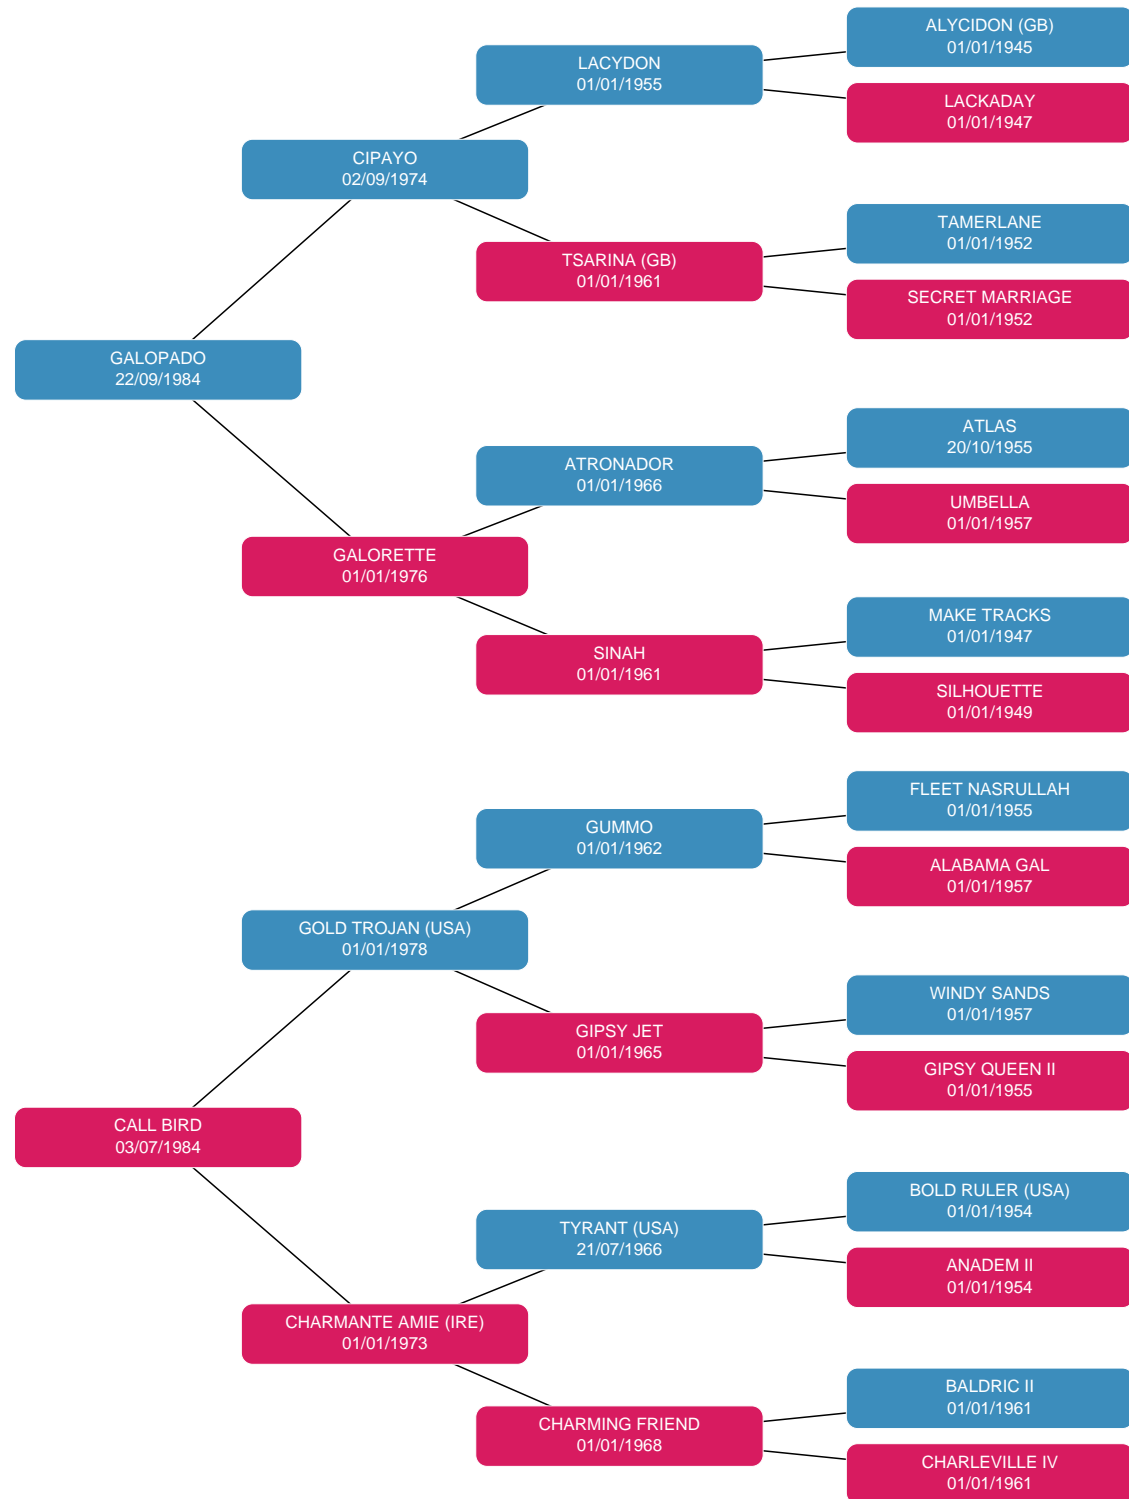 ALYCIDON (GB)
01/01/1945
LACYDON
01/01/1955
LACKADAY
01/01/1947
CIPAYO
02/09/1974
TAMERLANE
01/01/1952
TSARINA (GB)
01/01/1961
SECRET MARRIAGE
01/01/1952
GALOPADO
22/09/1984
ATLAS
20/10/1955
ATRONADOR
01/01/1966
UMBELLA
01/01/1957
GALORETTE
01/01/1976
MAKE TRACKS
01/01/1947
SINAH
01/01/1961
SILHOUETTE
01/01/1949
FLEET NASRULLAH
01/01/1955
GUMMO
01/01/1962
ALABAMA GAL
01/01/1957
GOLD TROJAN (USA)
01/01/1978
WINDY SANDS
01/01/1957
GIPSY JET
01/01/1965
GIPSY QUEEN II
01/01/1955
CALL BIRD
03/07/1984
BOLD RULER (USA)
01/01/1954
TYRANT (USA)
21/07/1966
ANADEM II
01/01/1954
CHARMANTE AMIE (IRE)
01/01/1973
BALDRIC II
01/01/1961
CHARMING FRIEND
01/01/1968
CHARLEVILLE IV
01/01/1961